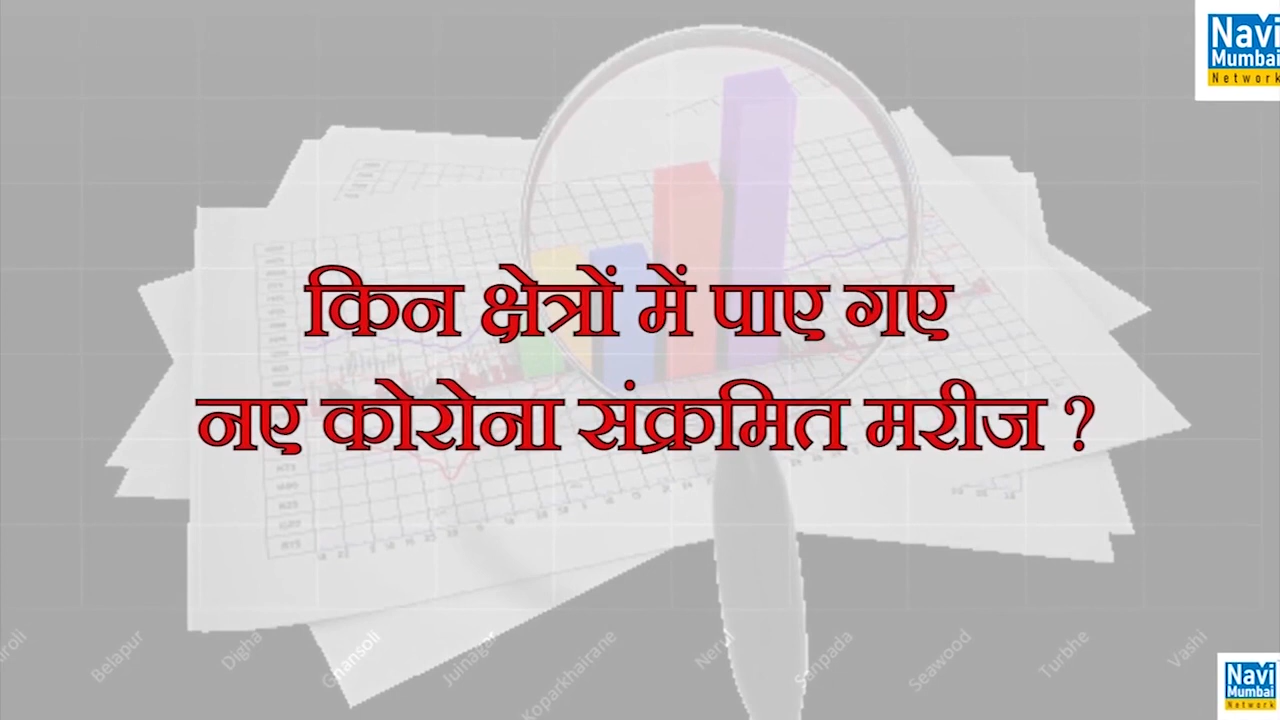 Navi
Mumbai
Network
किन क्षेत्रों में पाए गए
नए कोरोना संक्रमित मरीज ?
Belapur
Digha
Ghansoli
Juinagar
Koparkhairane
Nerul
Sanpada
Seawood
Turbhe
Vashi
Navi
Mumbai
Network